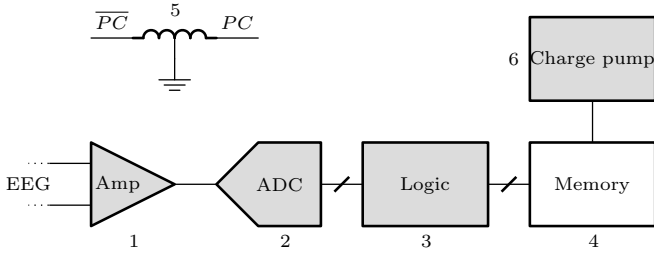 5
PC PC
6 Charge pump
EEG Amp ADC Logic Memory
1 2 3 4